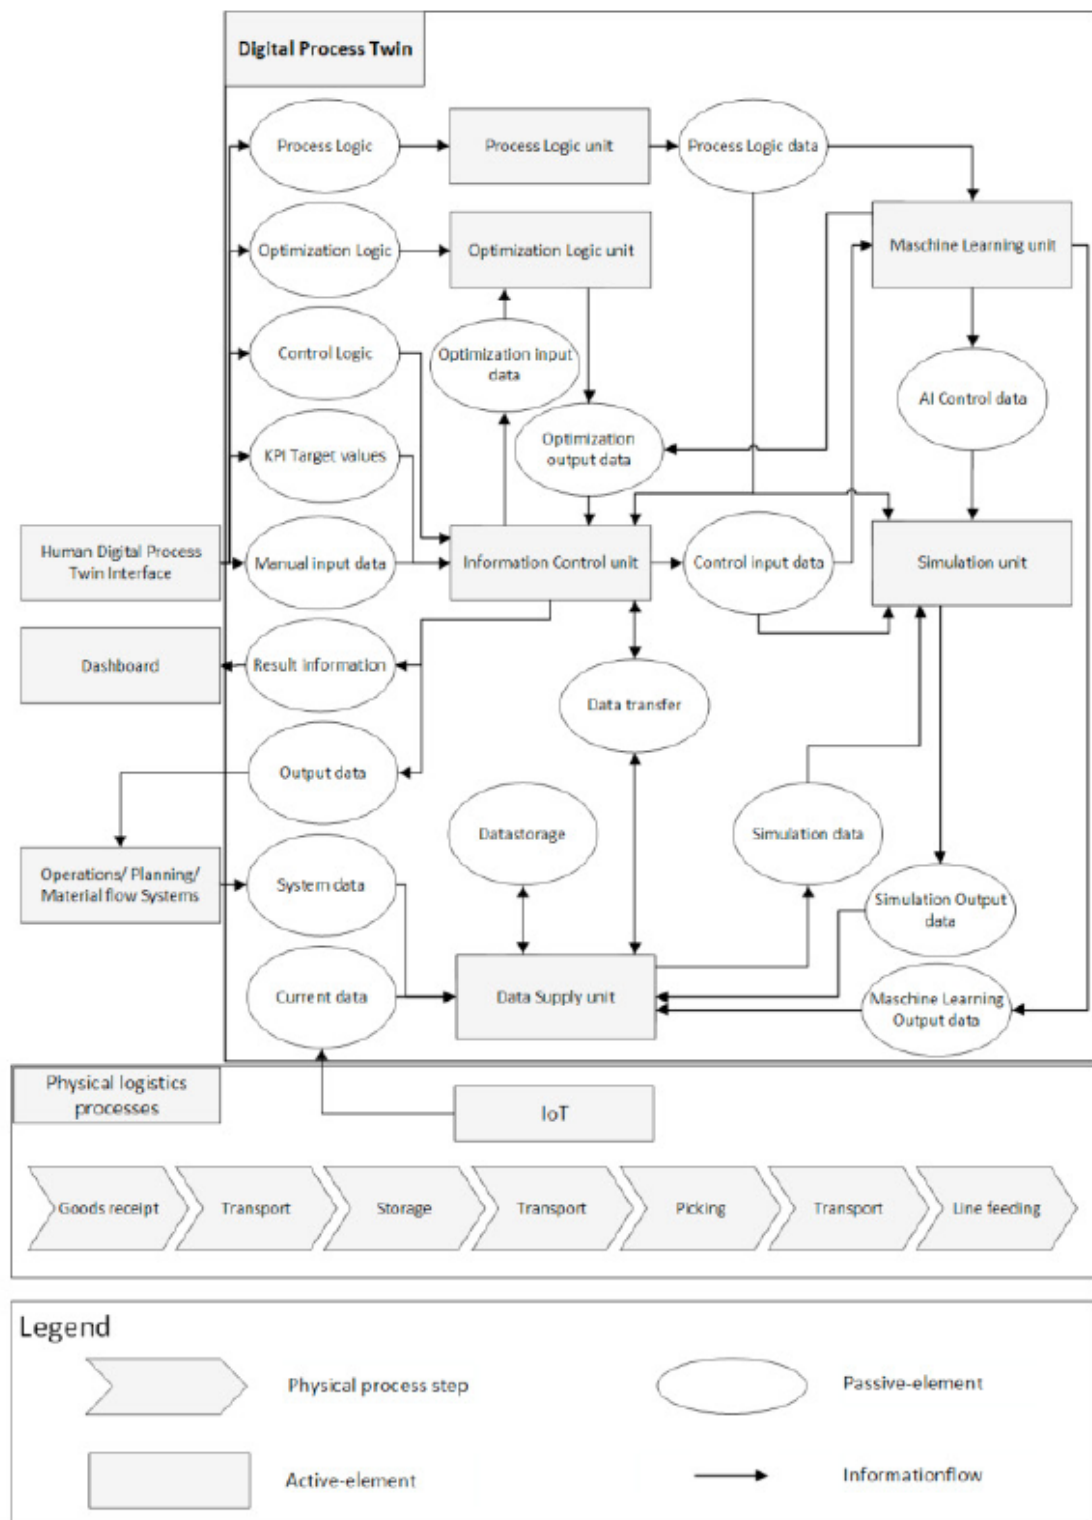 Digital Process Twin
Process Logic
Process Logic unit
Process Logic data
Optimization Logic
Optimization Logic unit
Maschine Learning unit
Control Logic
Optimization input
data
AI Control data
KPI Target values
Optimization
output data
Human Digital Process
Twin Interface
Manual input data
Information Control unit
Control input data
Simulation unit
Dashboard
Result information
Data transfer
Output data
Datastorage
Simulation data
Operations/ Planning/
Material flow Systems
System data
Simulation Output
data
Current data
Data Supply unit
Maschine Learning
Output data
Physical logistics
processes
IoT
Goods receipt
Transport
Storage
Transport
Picking
Transport
Line feeding
Legend
Physical process step
Passive-element
Active-element
Informationflow